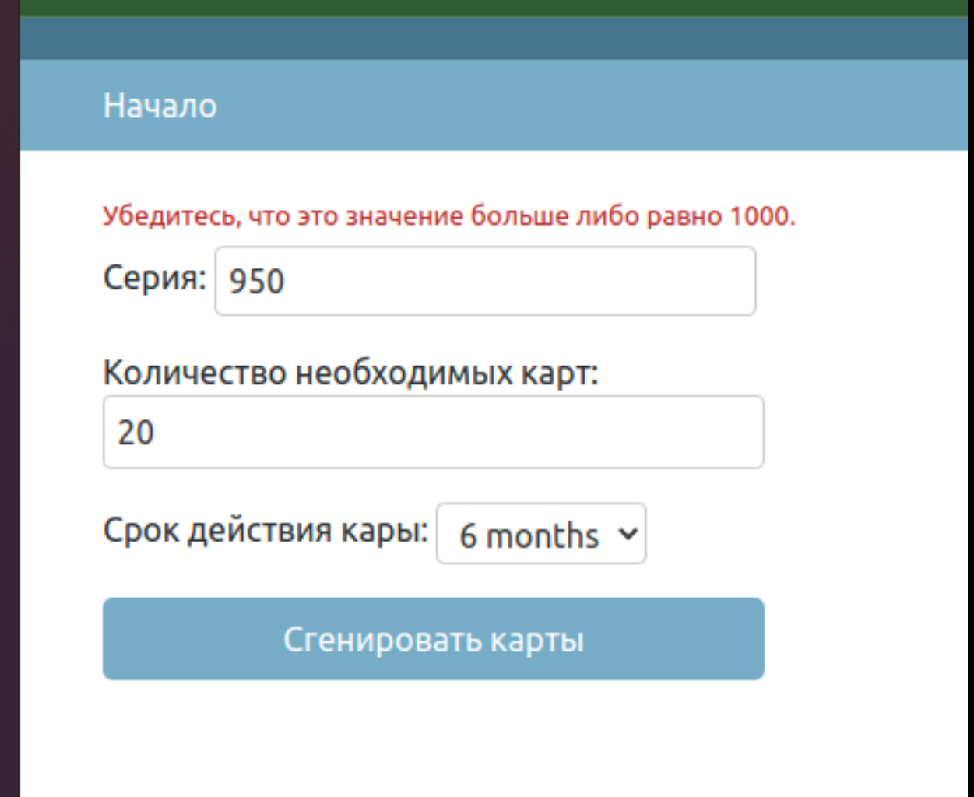 Начало
Убедитесь, что это значение больше либо равно 1000.
Серия: 950
Количество необходимых карт:
20
Срок действия кары: 6 months
Сгенировать карты